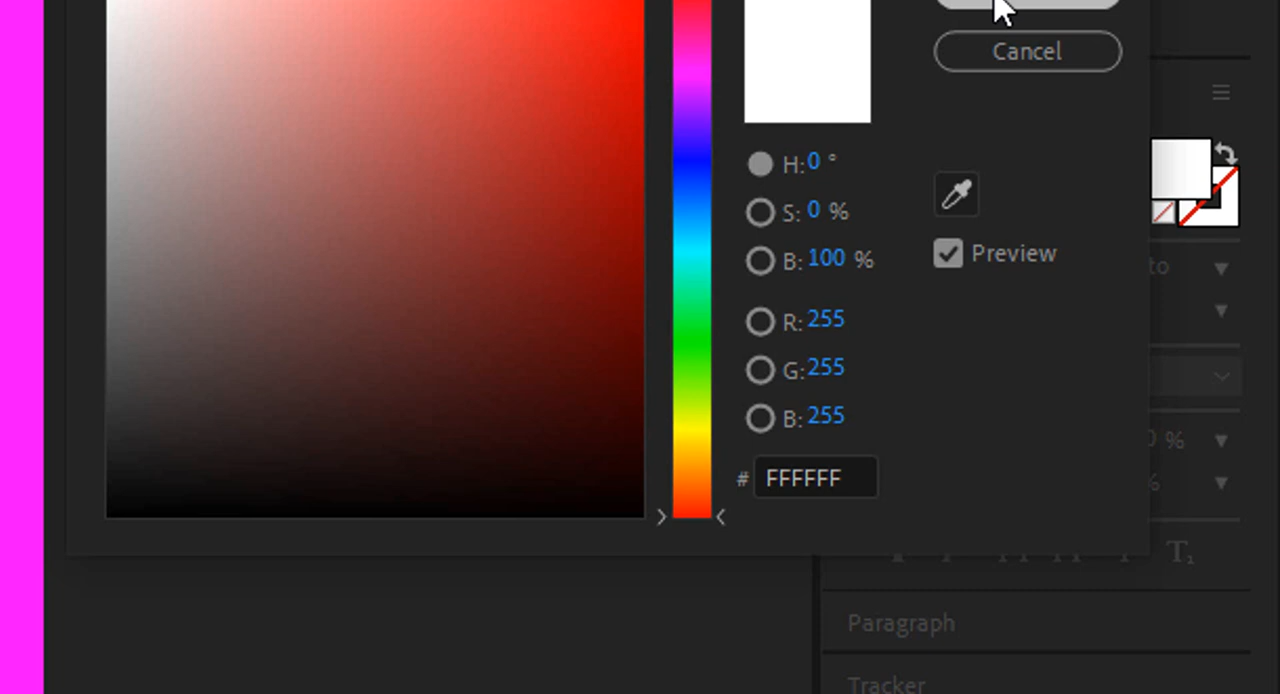 Cancel
H: 0 °
S: 0 %
B: 100 %
Preview
R: 255
G: 255
B: 255
# FFFFFF
%
%
Paragraph
Tracker